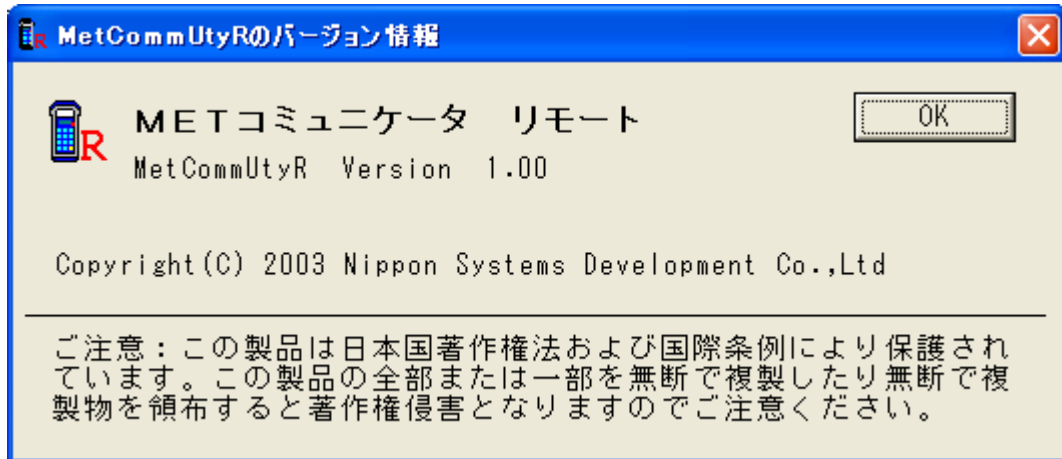 MetCommUtyRのバージョン情報
R
METコミュニケータ リモート
OK
MetCommUtyR Version 1.00
Copyright(C) 2003 Nippon Systems Development Co.,Ltd
ご注意:この製品は日本国著作権法および国際条例により保護され
ています。この製品の全部または一部を無断で複製したり無断で複
製物を領布すると著作権侵害となりますのでご注意ください。